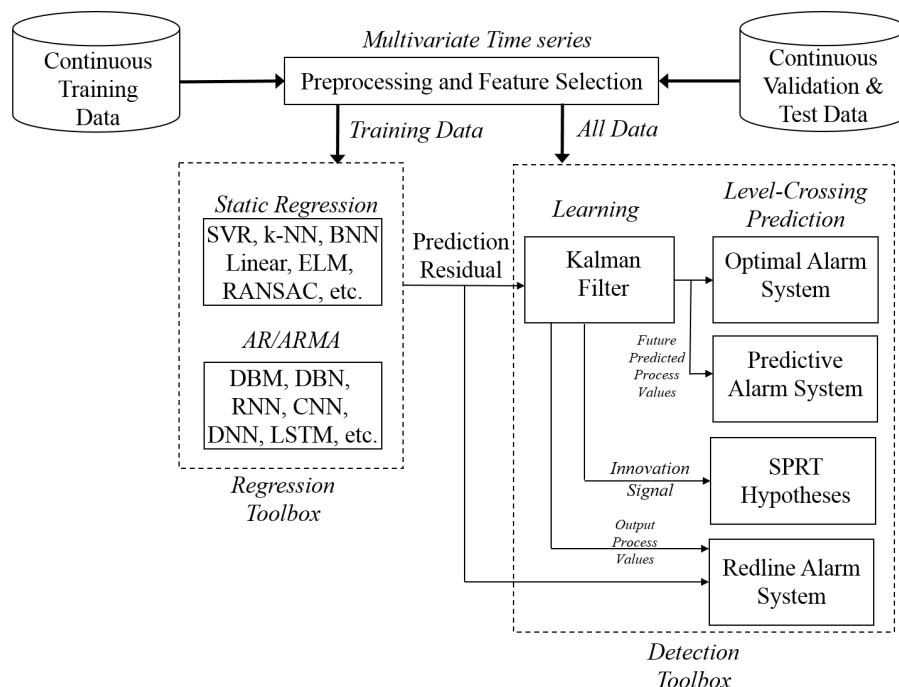 Continuous
Training
Data
Multivariate Time series
Preprocessing and Feature Selection
Continuous
Validation &
Test Data
Training Data
All Data
Static Regression
SVR, k-NN, BNN
Linear, ELM,
RANSAC, etc.
AR/ARMA
DBM, DBN,
RNN, CNN,
DNN, LSTM, etc.
Regression
Toolbox
Prediction
Residual
Learning
Kalman
Filter
Level-Crossing
Prediction
Optimal Alarm
System
Future
Predicted
Process
Values
Predictive
Alarm System
Innovation
Signal
SPRT
Hypotheses
Output
Process
Values
Redline Alarm
System
Detection
Toolbox